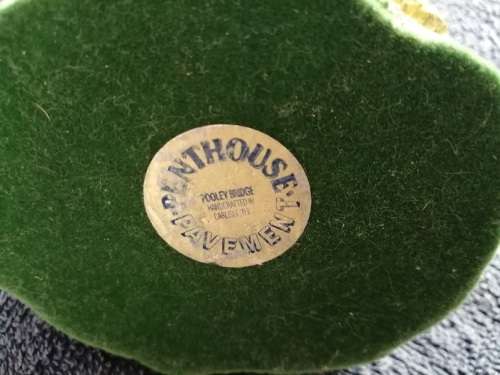 PENTHOUSE
POOLEY BRIDGE
HANDCRAFTED IN
PAVEMENT